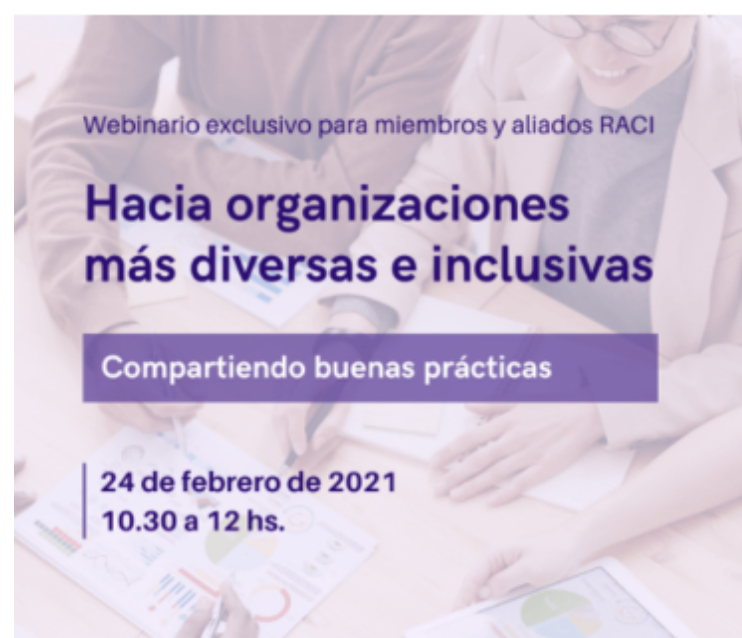 Webinario exclusivo para miembros y aliados RACI
Hacia organizaciones
más diversas e inclusivas
Compartiendo buenas prácticas
24 de febrero de 2021
10.30 a 12 hs.